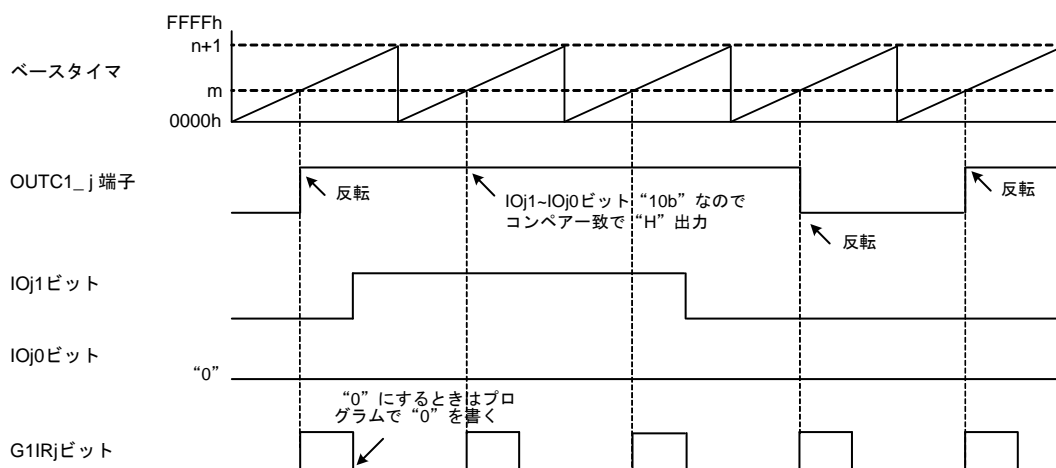 FFFFh
n+1
ベースタイマ
m
0000h
OUTC1_ j 端子
反転
IOj1~IOj0ビット “10b” なので
コンペアー致で “H” 出力
反転
反転
IOj1ビット
IOj0ビット
“0”
“0” にするときはプロ
グラムで “0” を書く
G1IRjビット